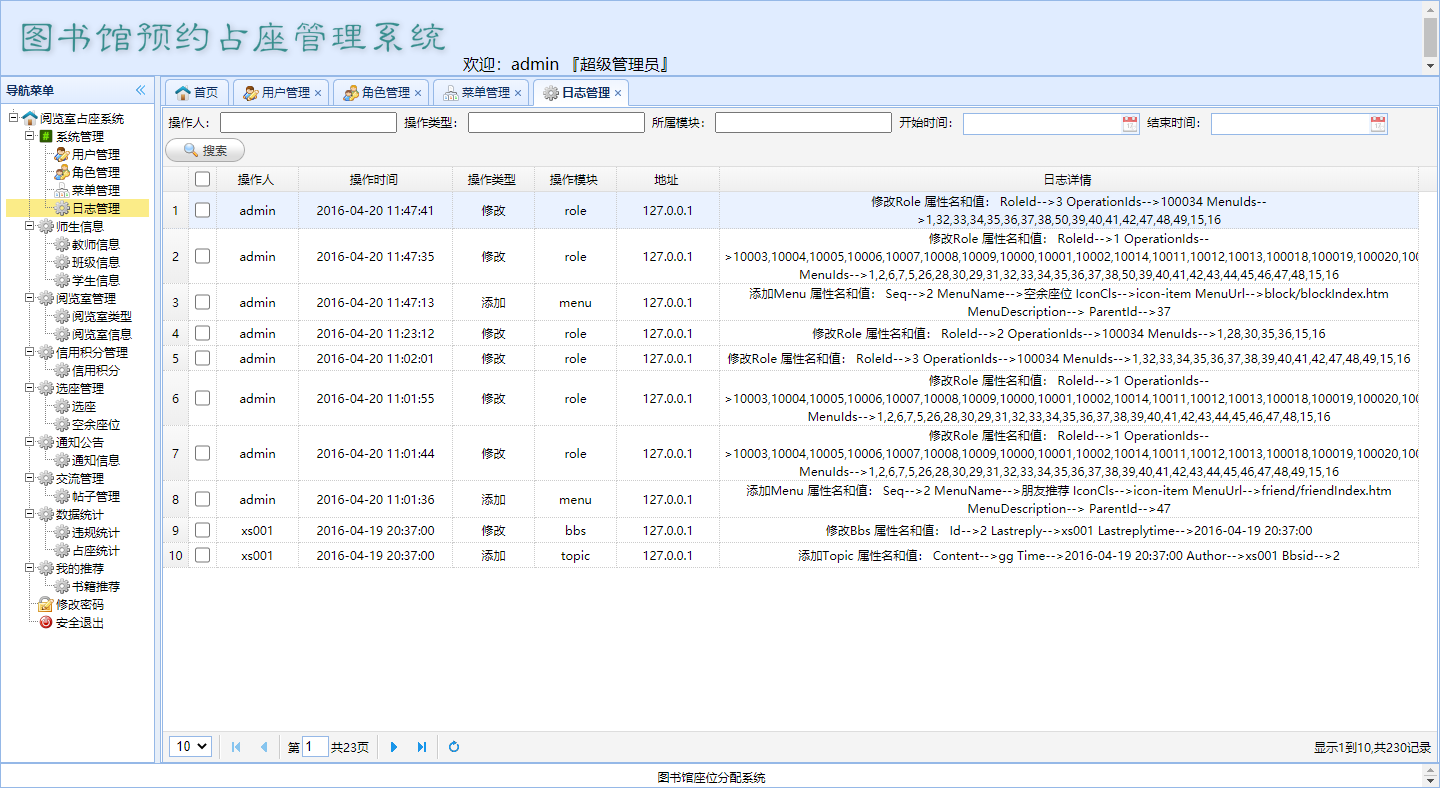 图书馆预约占座管理系统
欢迎：admin 『超级管理员』
导航菜单
阅览室占座系统
系统管理
用户管理
角色管理
菜单管理
日志管理
师生信息
教师信息
班级信息
学生信息
阅览室管理
阅览室类型
阅览室信息
信用积分管理
信用积分
选座管理
选座
空余座位
通知公告
通知信息
交流管理
帖子管理
数据统计
违规统计
占座统计
我的推荐
书籍推荐
修改密码
安全退出
首页 用户管理 角色管理 菜单管理 日志管理
操作人： 操作类型： 所属模块： 开始时间： 结束时间：
搜索
操作人 操作时间 操作类型 操作模块 地址 日志详情
1 admin 2016-04-20 11:47:41 修改 role 127.0.0.1 修改Role 属性名和值： RoleId-->3 OperationIds-->100034 MenuIds--
>1,32,33,34,35,36,37,38,50,39,40,41,42,47,48,49,15,16
2 admin 2016-04-20 11:47:35 修改 role 127.0.0.1 修改Role 属性名和值： RoleId-->1 OperationIds--
>10003,10004,10005,10006,10007,10008,10009,10000,10001,10002,10014,10011,10012,10013,100018,100019,100020,100
MenuIds-->1,2,6,7,5,26,28,30,29,31,32,33,34,35,36,37,38,50,39,40,41,42,43,44,45,46,47,48,15,16
3 admin 2016-04-20 11:47:13 添加 menu 127.0.0.1 添加Menu 属性名和值： Seq-->2 MenuName-->空余座位 IconCls-->icon-item MenuUrl-->block/blockIndex.htm
MenuDescription--> ParentId-->37
4 admin 2016-04-20 11:23:12 修改 role 127.0.0.1 修改Role 属性名和值： RoleId-->2 OperationIds-->100034 MenuIds-->1,28,30,35,36,15,16
5 admin 2016-04-20 11:02:01 修改 role 127.0.0.1 修改Role 属性名和值： RoleId-->3 OperationIds-->100034 MenuIds-->1,32,33,34,35,36,37,38,39,40,41,42,47,48,49,15,16
6 admin 2016-04-20 11:01:55 修改 role 127.0.0.1 修改Role 属性名和值： RoleId-->1 OperationIds--
>10003,10004,10005,10006,10007,10008,10009,10000,10001,10002,10014,10011,10012,10013,100018,100019,100020,100
MenuIds-->1,2,6,7,5,26,28,30,29,31,32,33,34,35,36,37,38,39,40,41,42,43,44,45,46,47,48,15,16
7 admin 2016-04-20 11:01:44 修改 role 127.0.0.1 修改Role 属性名和值： RoleId-->1 OperationIds--
>10003,10004,10005,10006,10007,10008,10009,10000,10001,10002,10014,10011,10012,10013,100018,100019,100020,100
MenuIds-->1,2,6,7,5,26,28,30,29,31,32,33,34,35,36,37,38,39,40,41,42,43,44,45,46,47,48,49,15,16
8 admin 2016-04-20 11:01:36 添加 menu 127.0.0.1 添加Menu 属性名和值： Seq-->2 MenuName-->朋友推荐 IconCls-->icon-item MenuUrl-->friend/friendIndex.htm
MenuDescription--> ParentId-->47
9 xs001 2016-04-19 20:37:00 修改 bbs 127.0.0.1 修改Bbs 属性名和值： Id-->2 Lastreply-->xs001 Lastreplytime-->2016-04-19 20:37:00
10 xs001 2016-04-19 20:37:00 添加 topic 127.0.0.1 添加Topic 属性名和值： Content-->gg Time-->2016-04-19 20:37:00 Author-->xs001 Bbsid-->2
10 第 1 共23页 显示1到10,共230记录
图书馆座位分配系统